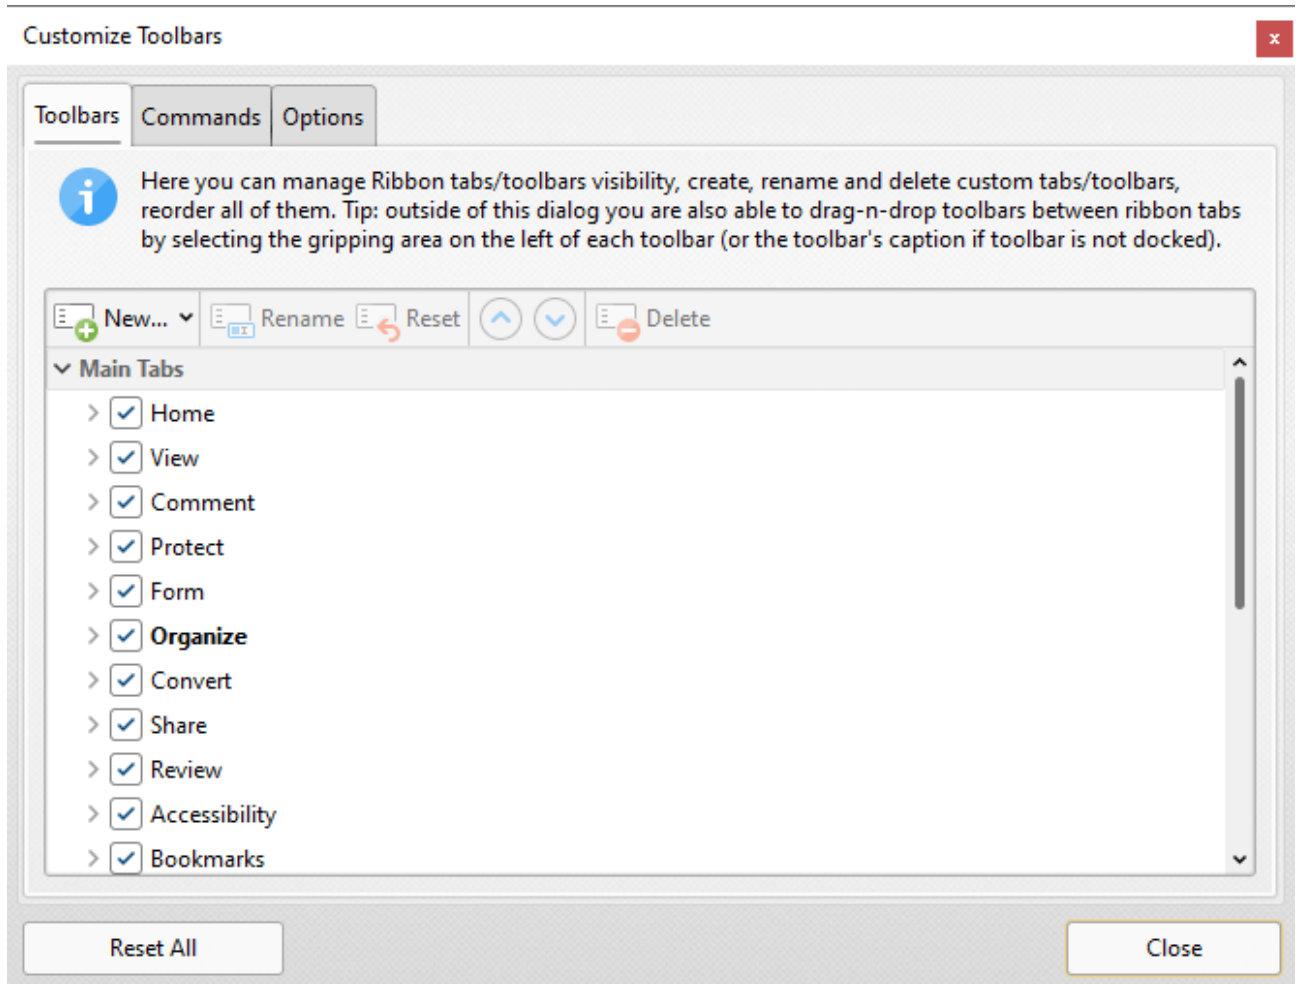 Customize Toolbars
x
Toolbars Commands Options
Here you can manage Ribbon tabs/toolbars visibility, create, rename and delete custom tabs/toolbars,
reorder all of them. Tip: outside of this dialog you are also able to drag-n-drop toolbars between ribbon tabs
by selecting the gripping area on the left of each toolbar (or the toolbar's caption if toolbar is not docked).
New... Rename Reset Delete
Main Tabs
Home
View
Comment
Protect
Form
Organize
Convert
Share
Review
Accessibility
Bookmarks
Reset All Close